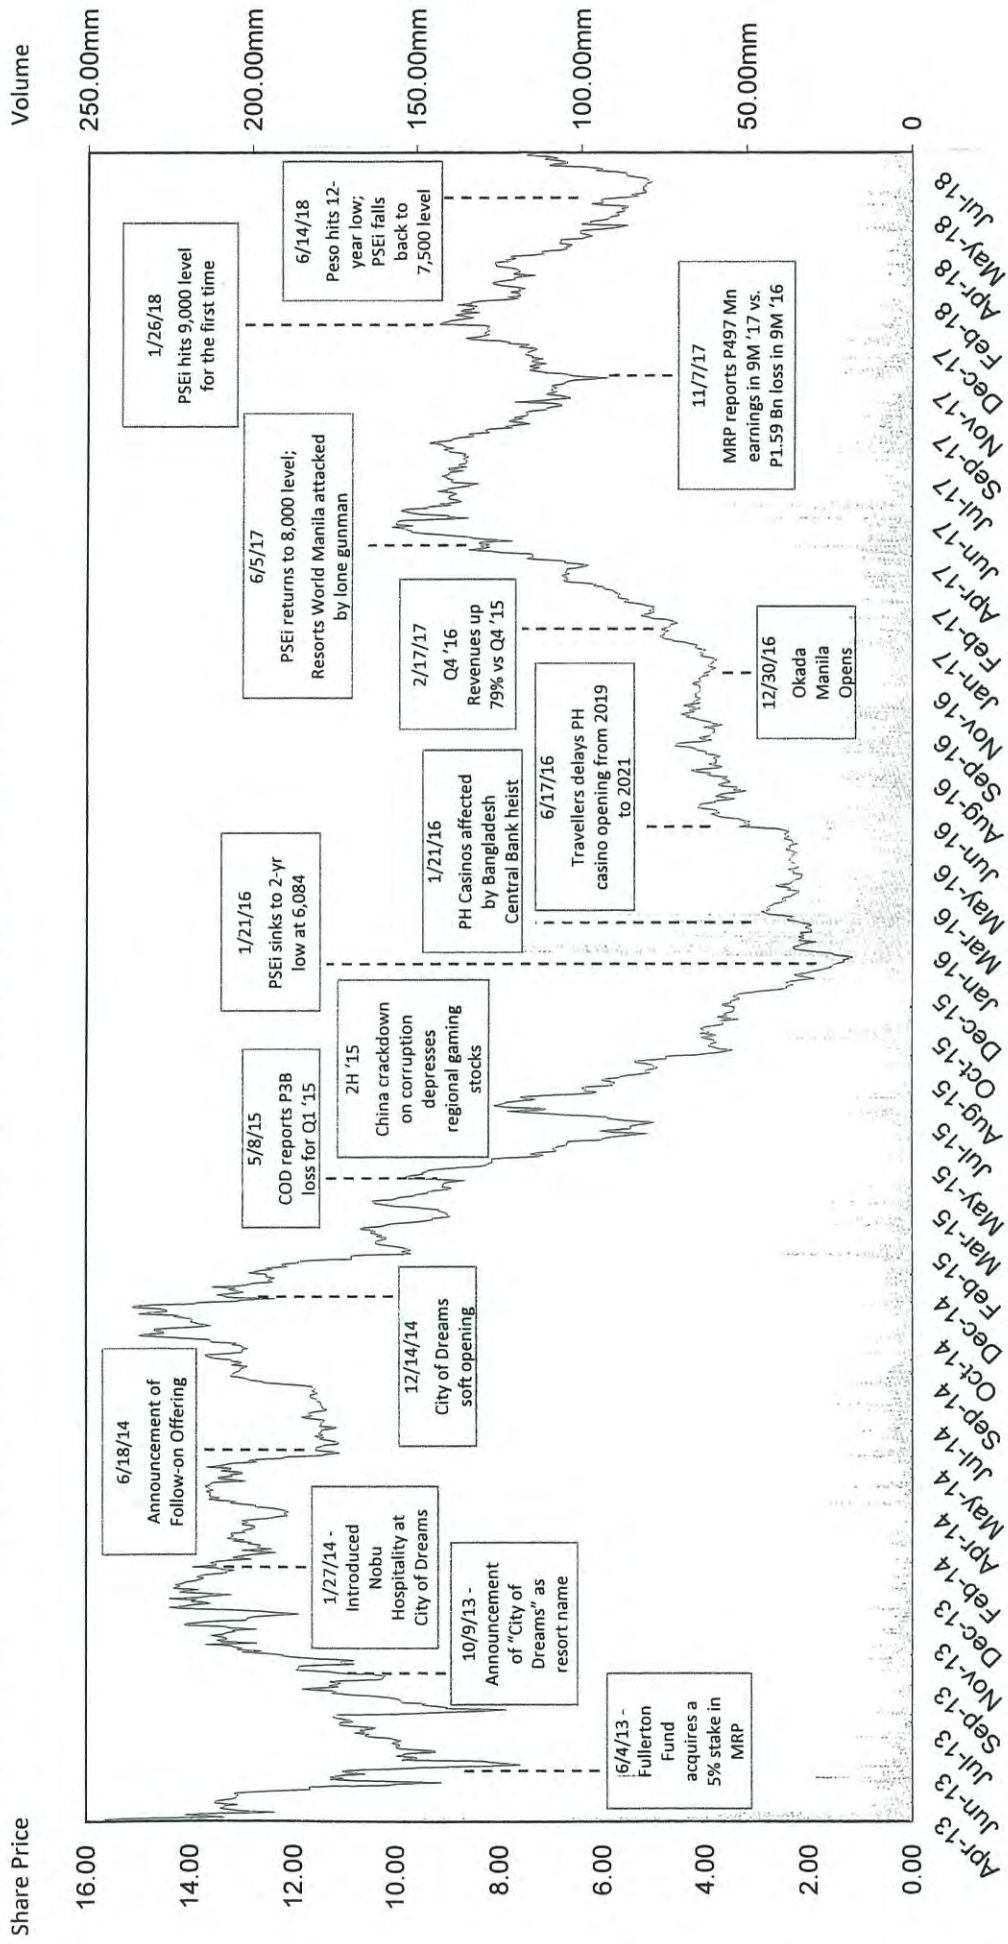 Share Price
Volume
16.00
14.00
12.00
10.00
8.00
6.00
4.00
2.00
0.00
250.00mm
200.00mm
150.00mm
100.00mm
50.00mm
0
6/4/13 -
Fullerton
Fund
acquires a
5% stake in
MRP
10/9/13 -
Announcement
of "City of
Dreams" as
resort name
1/27/14 -
Introduced
Nobu
Hospitality at
City of Dreams
6/18/14
Announcement of
Follow-on Offering
12/14/14
City of Dreams
soft opening
5/8/15
COD reports P3B
loss for Q1 '15
2H '15
China crackdown
on corruption
depresses
regional gaming
stocks
1/21/16
PSEi sinks to 2-yr
low at 6,084
1/21/16
PH Casinos affected
by Bangladesh
Central Bank heist
6/17/16
Travellers delays PH
casino opening from 2019
to 2021
12/30/16
Okada
Manila
Opens
2/17/17
Q4 '16
Revenues up
79% vs Q4 '15
6/5/17
PSEi returns to 8,000 level;
Resorts World Manila attacked
by lone gunman
11/7/17
MRP reports P497 Mn
earnings in 9M '17 vs.
P1.59 Bn loss in 9M '16
1/26/18
PSEi hits 9,000 level
for the first time
6/14/18
Peso hits 12-
year low;
PSEi falls
back to
7,500 level
Apr-13
Jun-13
Jul-13
Sep-13
Nov-13
Dec-13
Feb-14
Apr-14
May-14
Jul-14
Sep-14
Oct-14
Dec-14
Feb-15
Mar-15
May-15
Jul-15
Aug-15
Oct-15
Dec-15
Jan-16
Mar-16
May-16
Jun-16
Aug-16
Sep-16
Nov-16
Jan-17
Feb-17
Apr-17
Jun-17
Jul-17
Sep-17
Nov-17
Dec-17
Feb-18
Apr-18
May-18
Jul-18